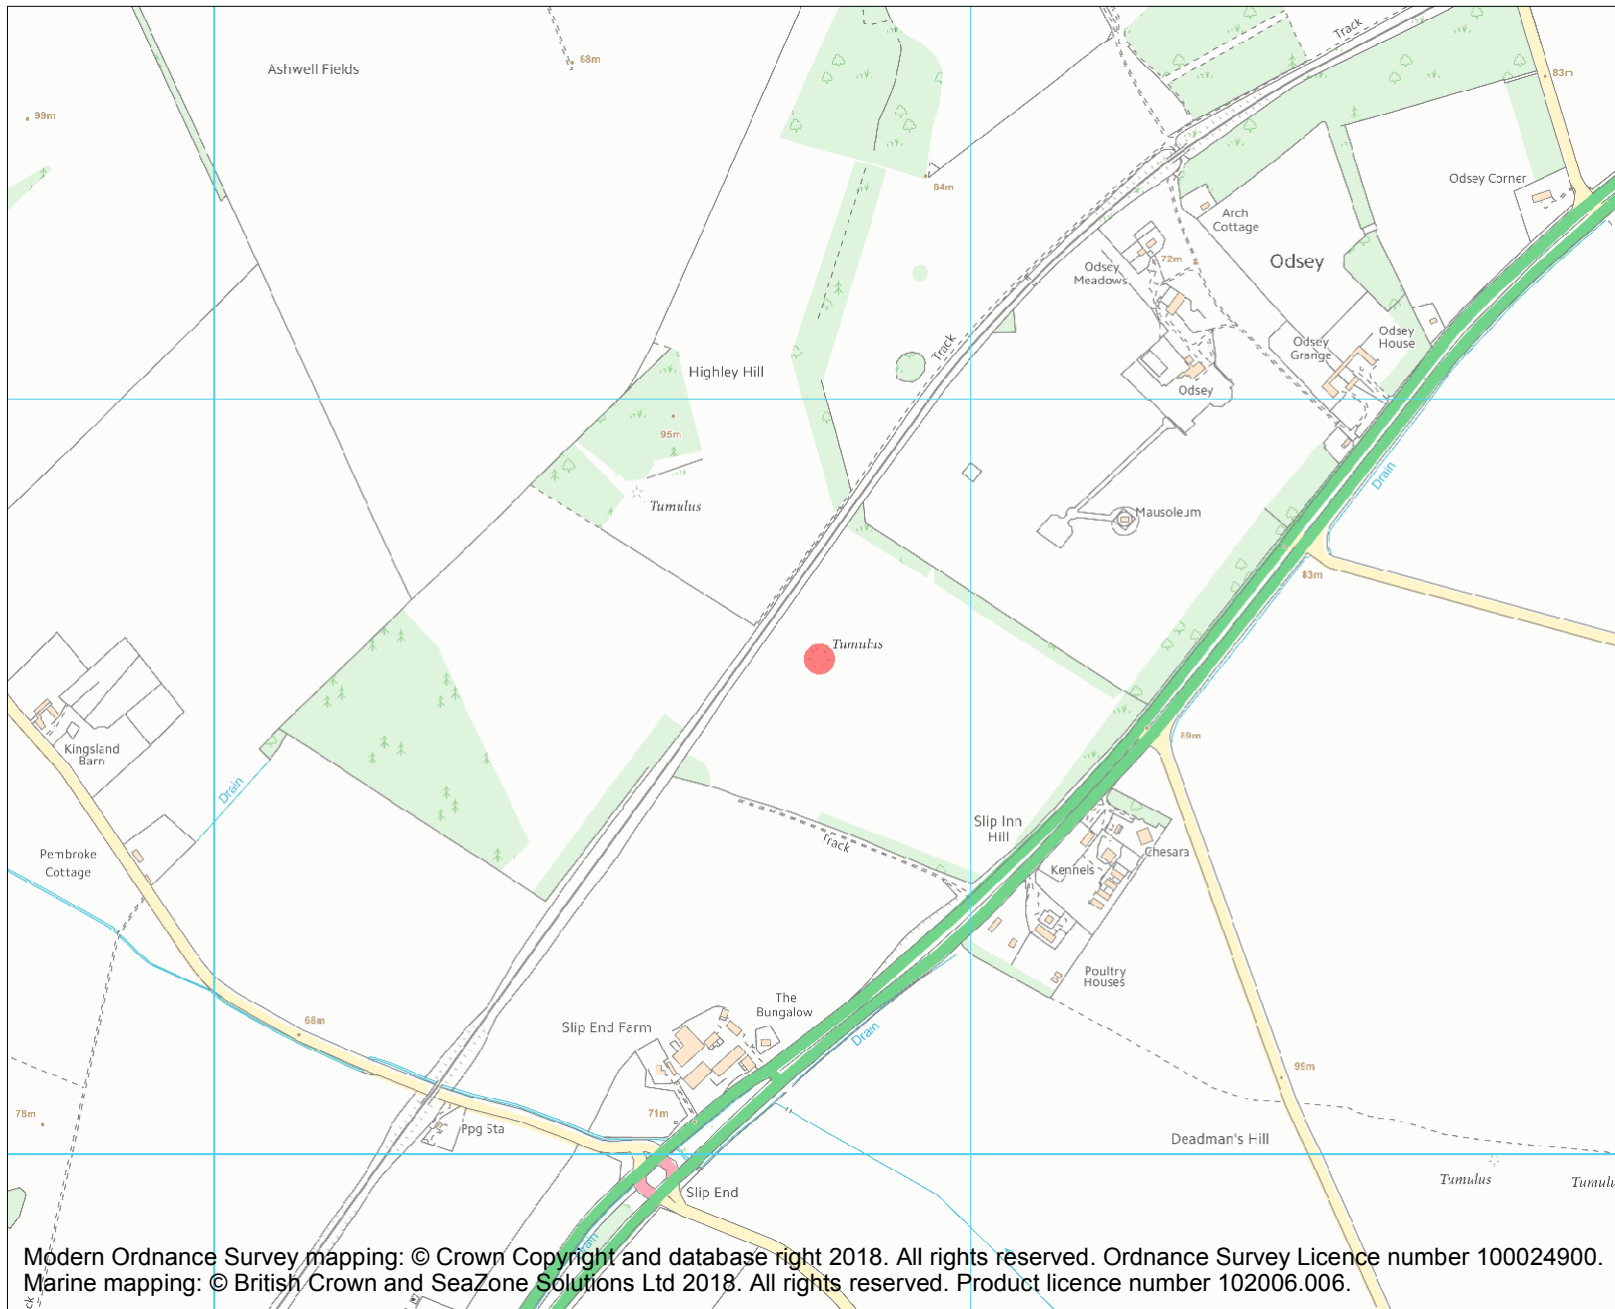 Track
68m
Ashwell Fields
83m
99m
Odsey Corner
84m
Arch
Cottage
Odsey
72m
Odsey
Meadows
Odsey
House
Odsey
Grange
Track
Highley Hill
Odsey
95m
Drain
Tumulus
Mausoleum
83m
Tumulus
89m
Kingsland
Barn
Drain
Slip Inn
Hill
Track
Chesara
Pembroke
Cottage
Kennels
Poultry
Houses
The
Bungalow
68m
Slip End Farm
Drain
99m
78m
71m
Ppg Sta
Deadman's Hill
Tumulus
Tumulu
Slip End
Drain
Modern Ordnance Survey mapping: © Crown Copyright and database right 2018. All rights reserved. Ordnance Survey Licence number 100024900.
Marine mapping: © British Crown and SeaZone Solutions Ltd 2018. All rights reserved. Product licence number 102006.006.